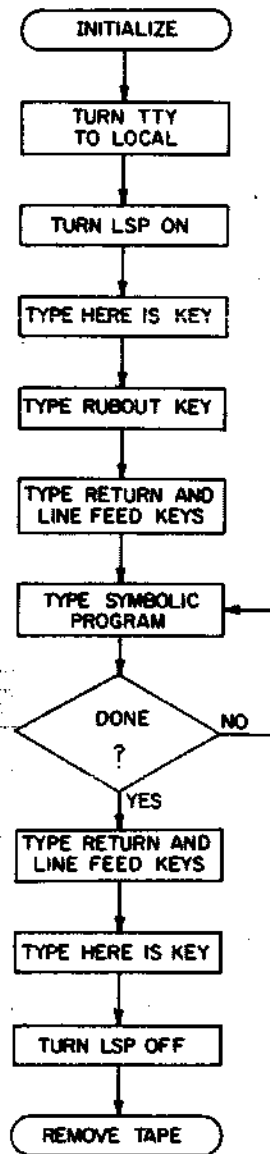 INITIALIZE
TURN TTY
TO LOCAL
TURN LSP ON
TYPE HERE IS KEY
TYPE RUBOUT KEY
TYPE RETURN AND
LINE FEED KEYS
TYPE SYMBOLIC
PROGRAM
DONE
?
NO
YES
TYPE RETURN AND
LINE FEED KEYS
TYPE HERE IS KEY
TURN LSP OFF
REMOVE TAPE